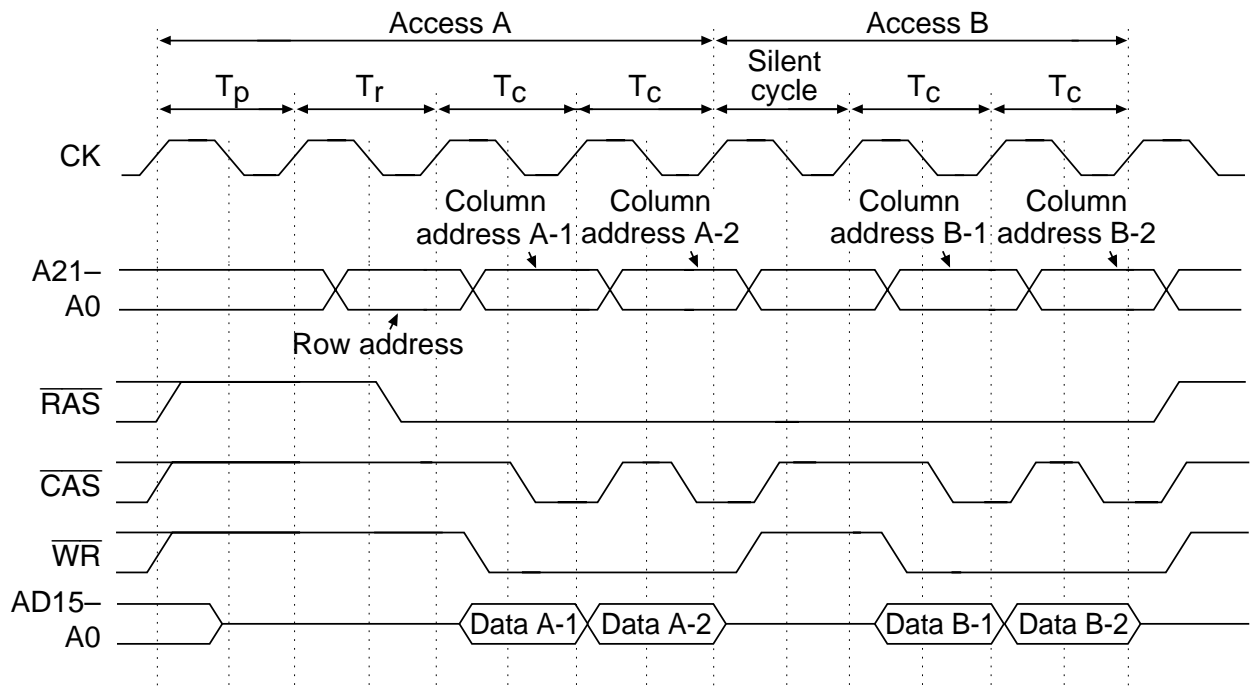 Access A
Access B
Tp
Tr
Tc
Tc
Silent
cycle
Tc
Tc
CK
Column
address A-1
Column
address A-2
Column
address B-1
Column
address B-2
A21–
A0
Row address
RAS
CAS
WR
AD15–
A0
Data A-1
Data A-2
Data B-1
Data B-2